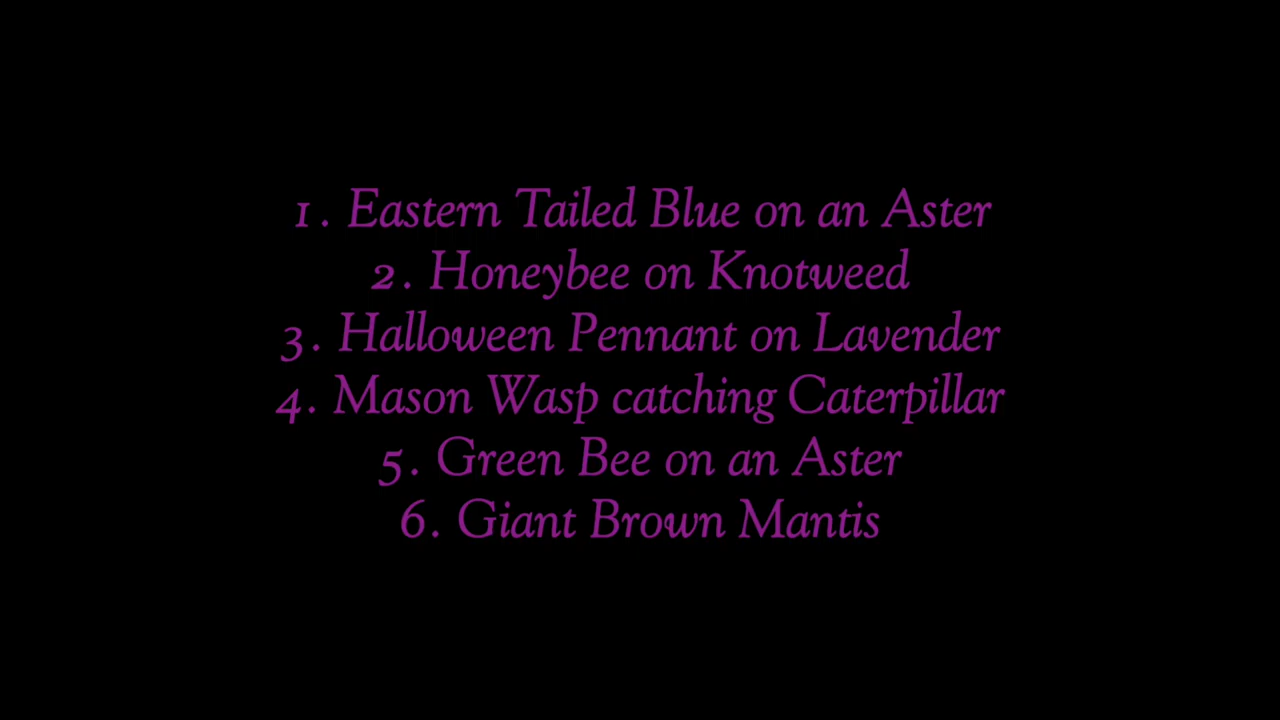 1. Eastern Tailed Blue on an Aster
2. Honeybee on Knotweed
3. Halloween Pennant on Lavender
4. Mason Wasp catching Caterpillar
5. Green Bee on an Aster
6. Giant Brown Mantis